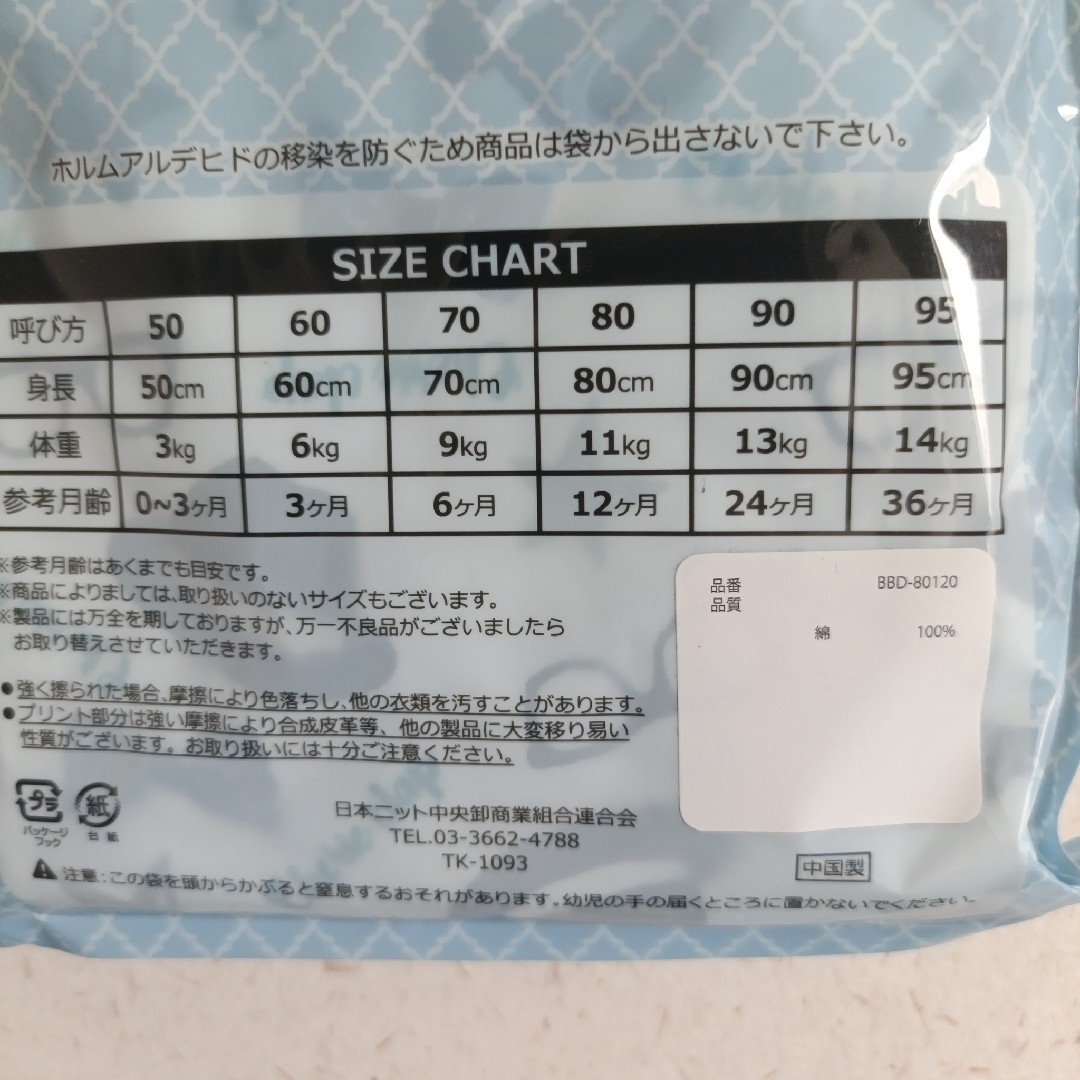 ホルムアルデヒドの移染を防ぐため商品は袋から出さないで下さい。
SIZE CHART
呼び方 50 60 70 80 90 95
身長 50cm 60cm 70cm 80cm 90cm 95cm
体重 3kg 6kg 9kg 11kg 13kg 14kg
参考月齢 0~3ヶ月 3ヶ月 6ヶ月 12ヶ月 24ヶ月 36ヶ月
※参考月齢はあくまでも目安です。
※商品によりましては、取り扱いのないサイズもございます。
※製品には万全を期しておりますが、万一不良品がございましたら
お取り替えさせていただきます。
品番 BBD-80120
品質
綿 100%
●強く擦られた場合、摩擦により色落ちし、他の衣類を汚すことがあります。
●プリント部分は強い摩擦により合成皮革等、他の製品に大変移り易い
性質がございます。お取り扱いには十分ご注意ください。
プラ 紙
パッケージ 台紙
フック
日本ニット中央卸商業組合連合会
TEL.03-3662-4788
TK-1093
中国製
注意:この袋を頭からかぶると窒息するおそれがあります。幼児の手の届くところに置かないでください。